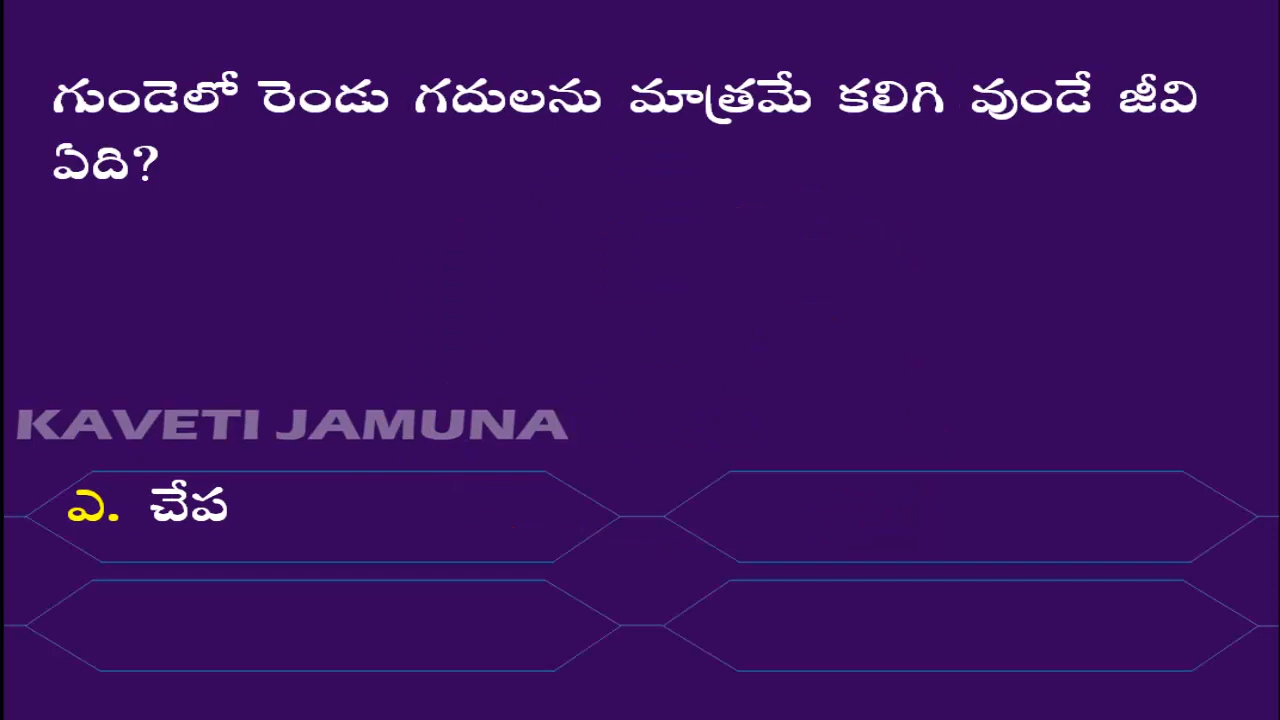 గుండెలో రెండు గదులను మాత్రమే కలిగి వుండే జీవి
ఏది?
KAVETI JAMUNA
ఎ. చేప